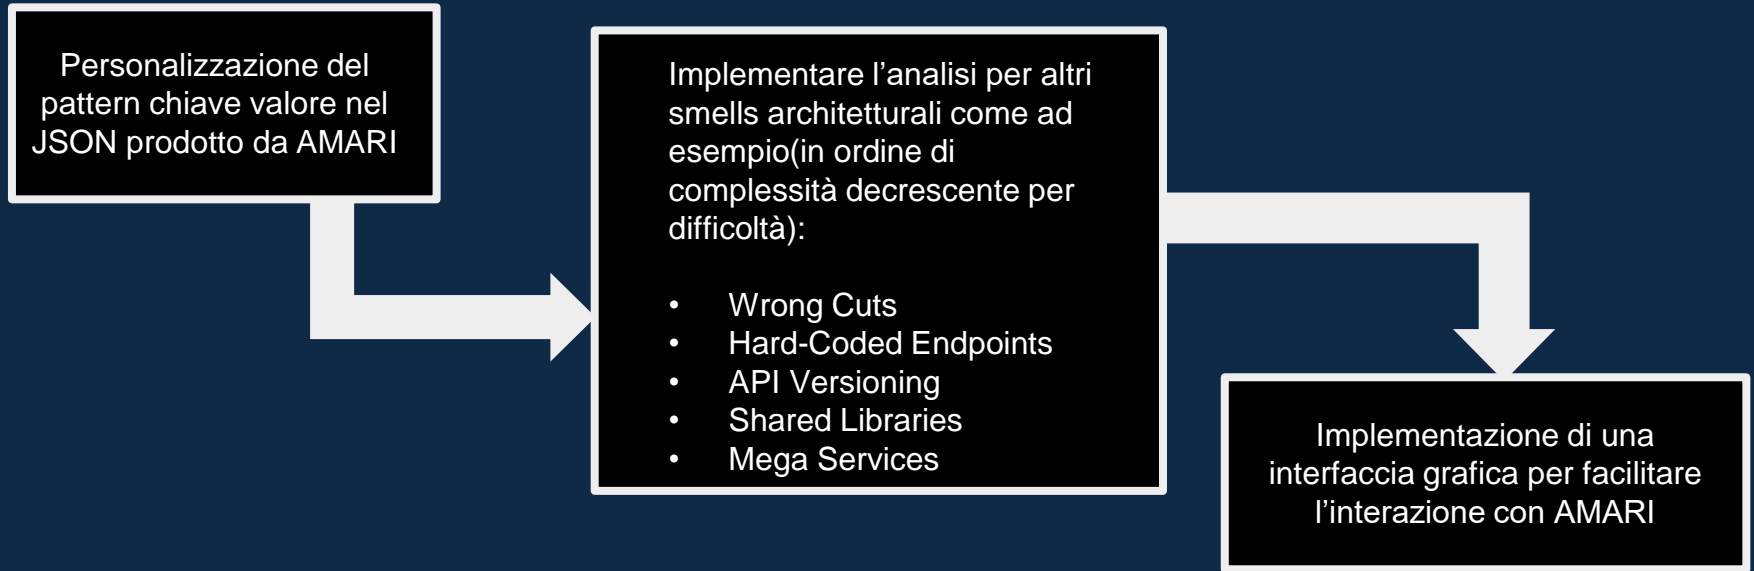 Personalizzazione del
pattern chiave valore nel
JSON prodotto da AMARI
Implementare l’analisi per altri
smells architetturali come ad
esempio(in ordine di
complessità decrescente per
difficoltà):
• Wrong Cuts
• Hard-Coded Endpoints
• API Versioning
• Shared Libraries
• Mega Services
Implementazione di una
interfaccia grafica per facilitare
l’interazione con AMARI